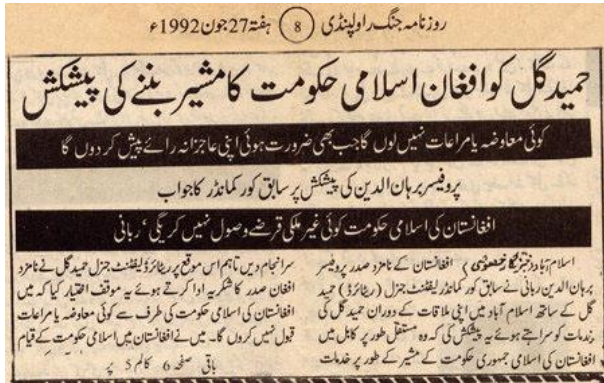 روزنامہ جنگ راولپنڈی (8) ہفتہ 27 جون 1992ء
حمید گل کو افغان اسلامی حکومت کا مشیر بننے کی پیشکش
کوئی معاوضہ یا مراعات نہیں لوں گا جب بھی ضرورت ہوئی اپنی عاجزانہ رائے پیش کردوں گا
پروفیسر برہان الدین کی پیشکش پر سابق کور کمانڈر کا جواب
افغانستان کی اسلامی حکومت کوئی غیر ملکی قرضے وصول نہیں کریگی ' ربانی
اسلام آباد (خبرنگار خصوصی) افغانستان کے نامزد صدر پروفیسر
برہان الدین ربانی نے سابق کور کمانڈر لیفٹننٹ جنرل (ریٹائرڈ) حمید
گل کے ساتھ اسلام آباد میں اپنی ملاقات کے دوران حمید گل کی
خدمات کو سراہتے ہوئے یہ پیشکش کی کہ وہ مستقل طور پر کابل میں
افغانستان کی اسلامی جمہوری حکومت کے مشیر کے طور پر خدمات
سرانجام دیں تاہم اس موقع پر ریٹائرڈ لیفٹننٹ جنرل حمید گل نے نامزد
افغان صدر کا شکریہ ادا کرتے ہوئے یہ موقف اختیار کیا کہ میں
افغانستان کی اسلامی حکومت کی طرف سے کوئی معاوضہ یا مراعات
قبول نہیں کروں گا۔ میں نے افغانستان میں اسلامی حکومت کے قیام
باقی صفحہ 6 کالم 5 پر